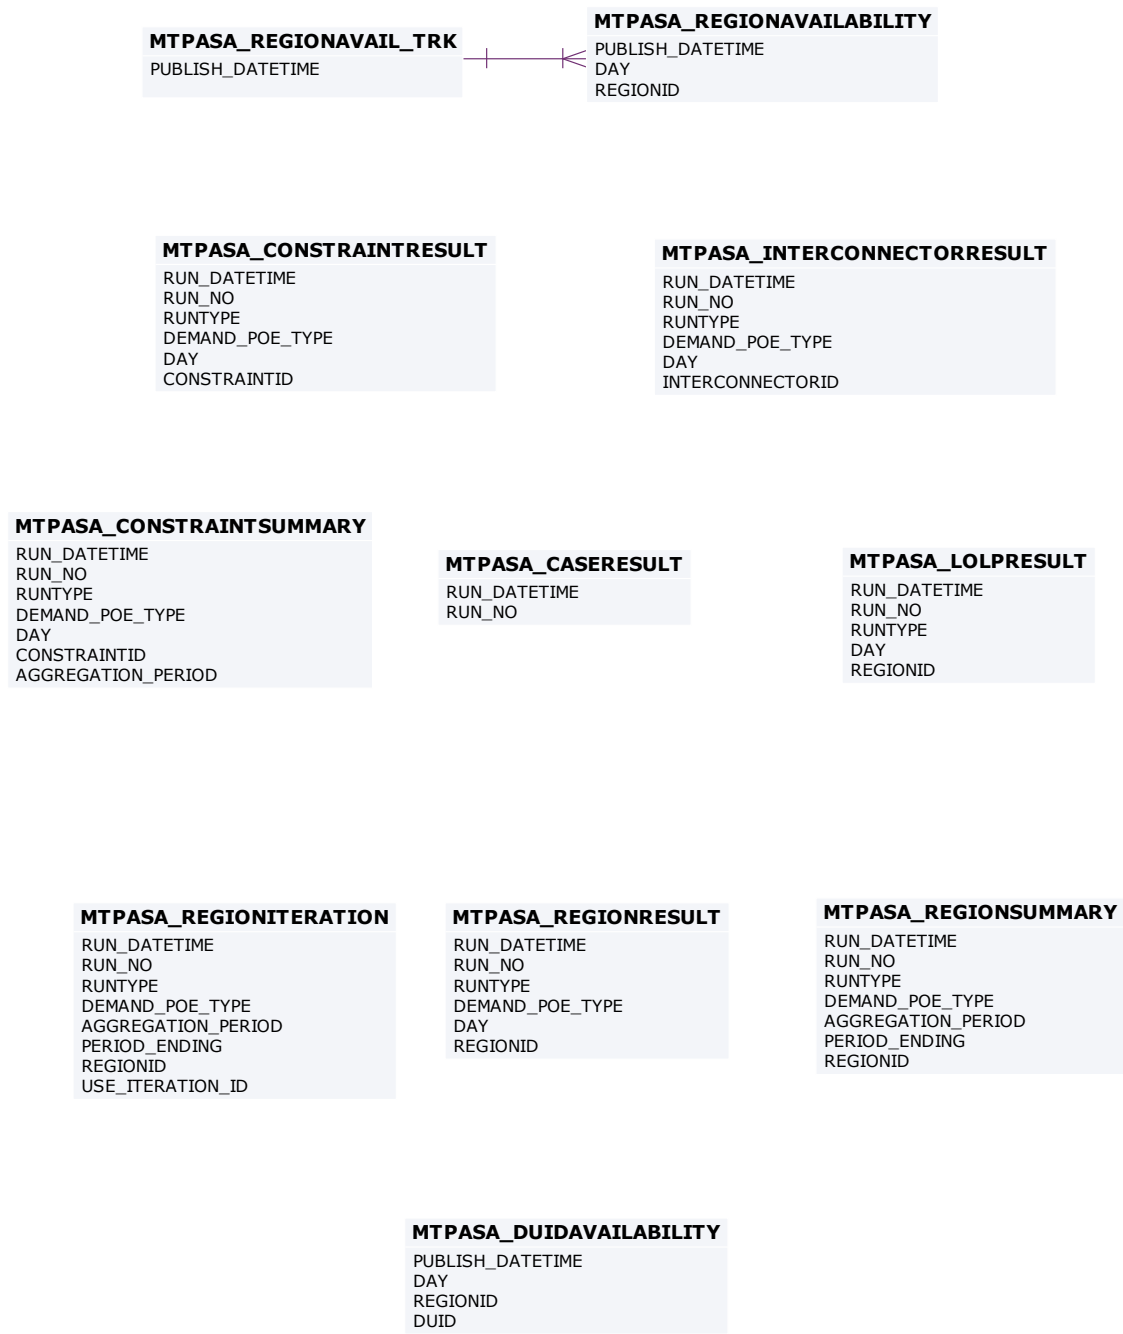 MTPASA_REGIONAVAIL_TRK
PUBLISH_DATETIME
MTPASA_REGIONAVAILABILITY
PUBLISH_DATETIME
DAY
REGIONID
MTPASA_CONSTRAINTRESULT
RUN_DATETIME
RUN_NO
RUNTYPE
DEMAND_POE_TYPE
DAY
CONSTRAINTID
MTPASA_INTERCONNECTORRESULT
RUN_DATETIME
RUN_NO
RUNTYPE
DEMAND_POE_TYPE
DAY
INTERCONNECTORID
MTPASA_CONSTRAINTSUMMARY
RUN_DATETIME
RUN_NO
RUNTYPE
DEMAND_POE_TYPE
DAY
CONSTRAINTID
AGGREGATION_PERIOD
MTPASA_CASERESULT
RUN_DATETIME
RUN_NO
MTPASA_LOLPRESULT
RUN_DATETIME
RUN_NO
RUNTYPE
DAY
REGIONID
MTPASA_REGIONITERATION
RUN_DATETIME
RUN_NO
RUNTYPE
DEMAND_POE_TYPE
AGGREGATION_PERIOD
PERIOD_ENDING
REGIONID
USE_ITERATION_ID
MTPASA_REGIONRESULT
RUN_DATETIME
RUN_NO
RUNTYPE
DEMAND_POE_TYPE
DAY
REGIONID
MTPASA_REGIONSUMMARY
RUN_DATETIME
RUN_NO
RUNTYPE
DEMAND_POE_TYPE
AGGREGATION_PERIOD
PERIOD_ENDING
REGIONID
MTPASA_DUIDAVAILABILITY
PUBLISH_DATETIME
DAY
REGIONID
DUID